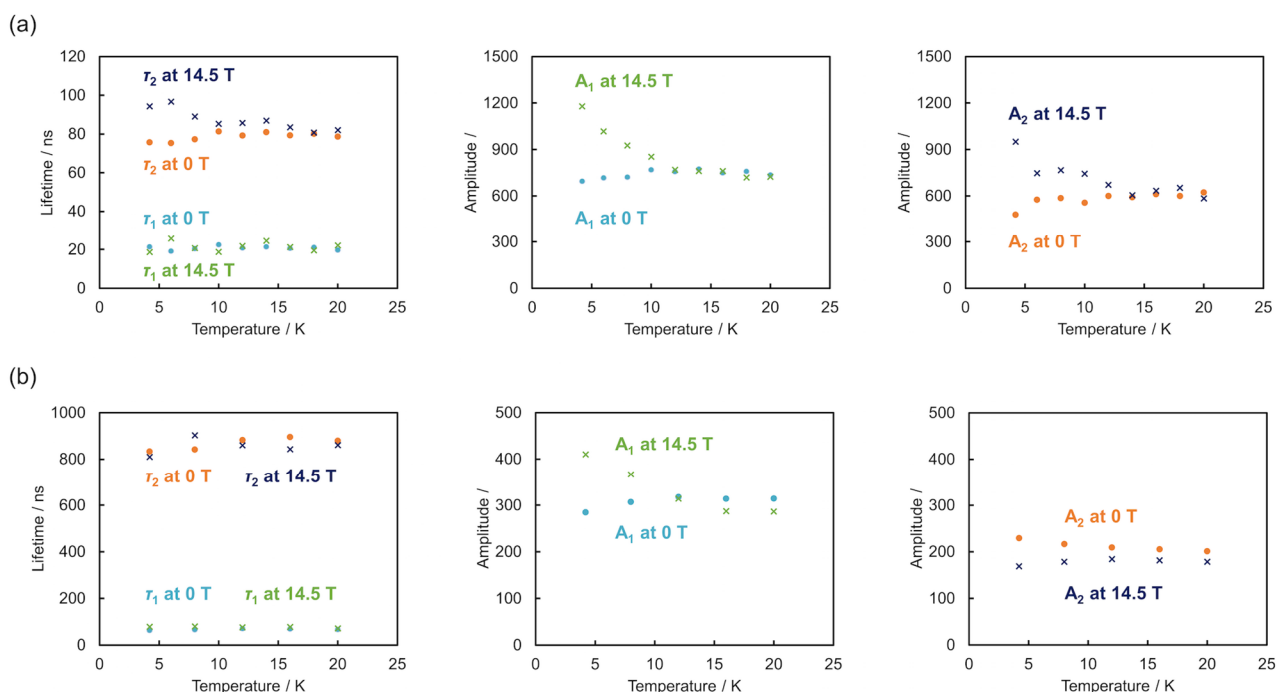 (a)
120
100
80
60
40
20
0
Lifetime / ns
τ2 at 14.5 T
τ2 at 0 T
τ1 at 0 T
τ1 at 14.5 T
0 5 10 15 20 25
Temperature / K
1500
1200
900
600
300
0
Amplitude /
A1 at 14.5 T
A1 at 0 T
0 5 10 15 20 25
Temperature / K
1500
1200
900
600
300
0
Amplitude /
A2 at 14.5 T
A2 at 0 T
0 5 10 15 20 25
Temperature / K
(b)
1000
800
600
400
200
0
Lifetime / ns
τ2 at 0 T τ2 at 14.5 T
τ1 at 0 T τ1 at 14.5 T
0 5 10 15 20 25
Temperature / K
500
400
300
200
100
0
Amplitude /
A1 at 14.5 T
A1 at 0 T
0 5 10 15 20 25
Temperature / K
500
400
300
200
100
0
Amplitude /
A2 at 0 T
A2 at 14.5 T
0 5 10 15 20 25
Temperature / K